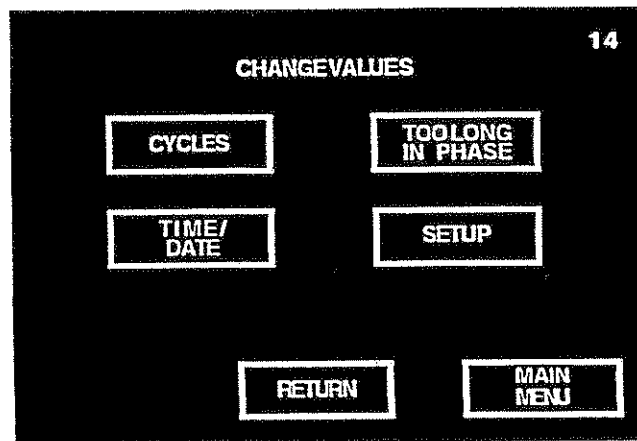 14
CHANGEVALUES
CYCLES
TOOLONG
IN PHASE
TIME/
DATE
SETUP
RETURN
MAIN
MENU